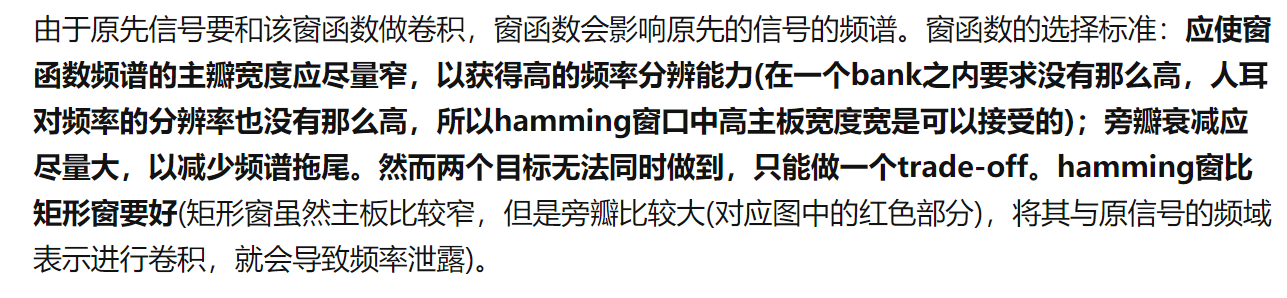 由于原先信号要和该窗函数做卷积，窗函数会影响原先的信号的频谱。窗函数的选择标准：应使窗
函数频谱的主瓣宽度应尽量窄，以获得高的频率分辨能力(在一个bank之内要求没有那么高，人耳
对频率的分辨率也没有那么高，所以hamming窗口中高主板宽度宽是可以接受的)；旁瓣衰减应
尽量大，以减少频谱拖尾。然而两个目标无法同时做到，只能做一个trade-off。hamming窗比
矩形窗要好(矩形窗虽然主板比较窄，但是旁瓣比较大(对应图中的红色部分)，将其与原信号的频域
表示进行卷积，就会导致频率泄露)。